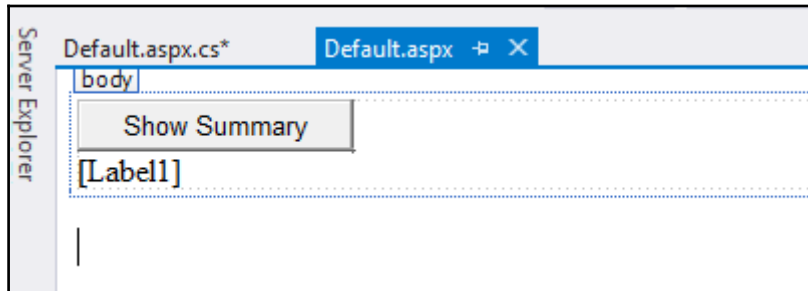 Server Explorer
Default.aspx.cs*
Default.aspx
body
Show Summary
[Label1]